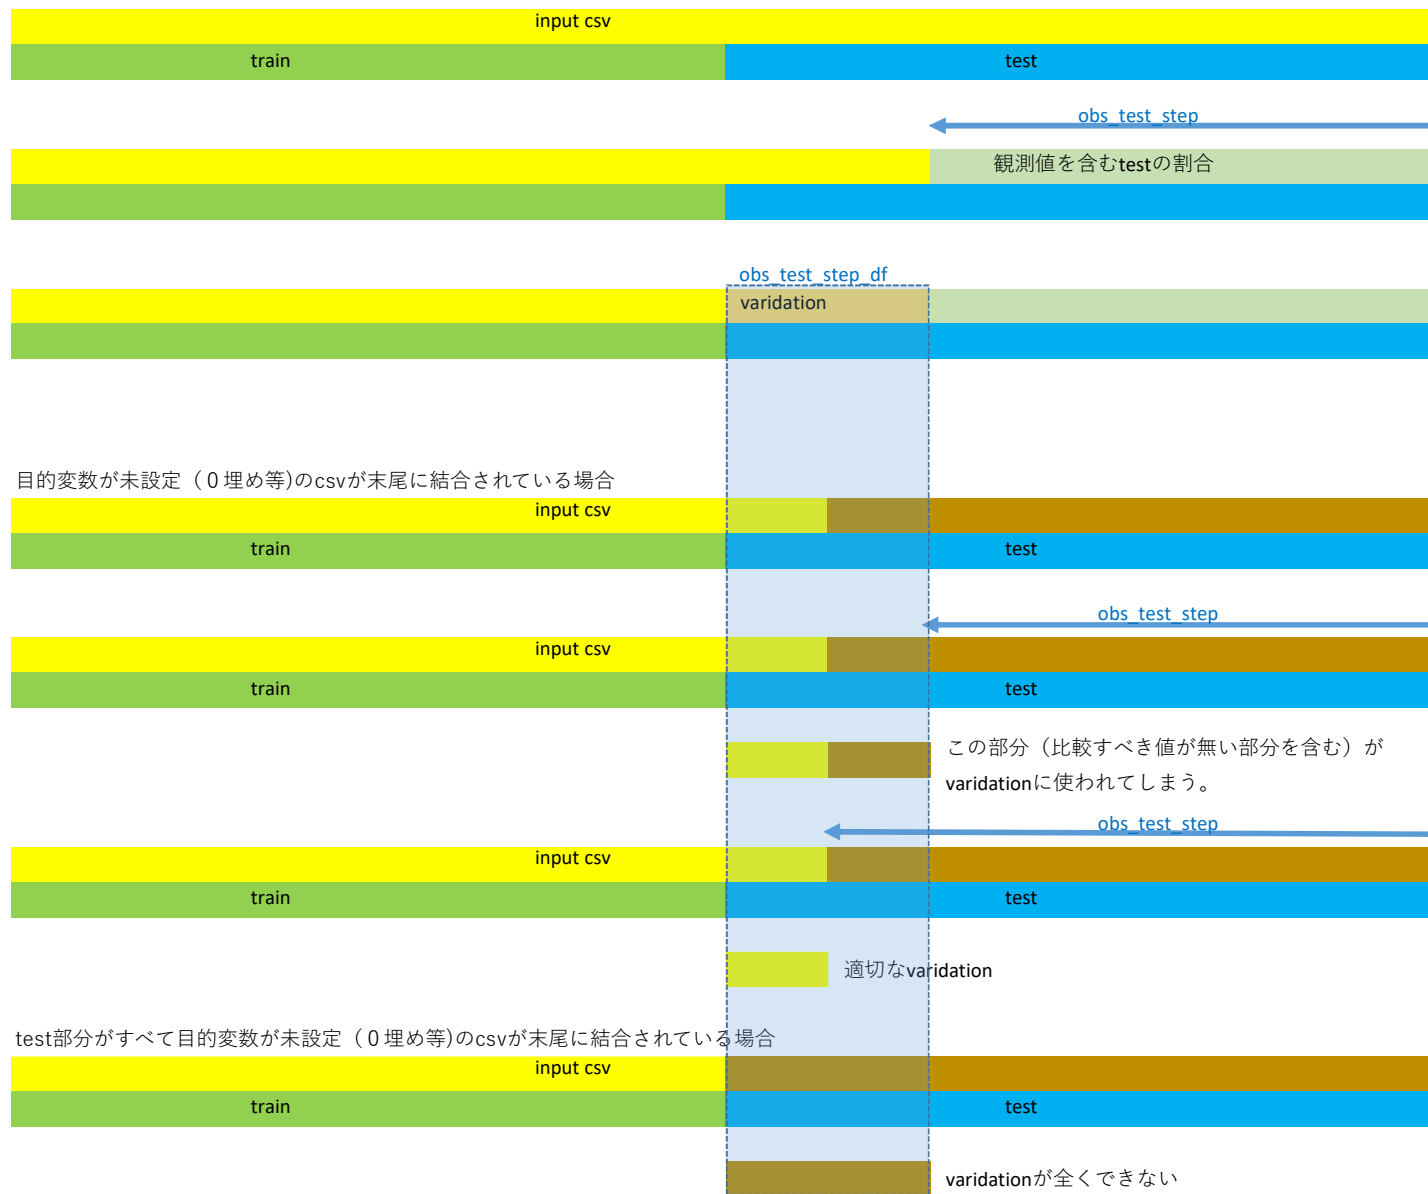 input csv
train
test
obs_test_step
観測値を含むtestの割合
obs_test_step_df
varidation
目的変数が未設定（０埋め等)のcsvが末尾に結合されている場合
input csv
train
test
obs_test_step
input csv
train
test
この部分（比較すべき値が無い部分を含む）が
varidationに使われてしまう。
obs_test_step
input csv
train
test
適切なvaridation
test部分がすべて目的変数が未設定（０埋め等)のcsvが末尾に結合されている場合
input csv
train
test
varidationが全くできない